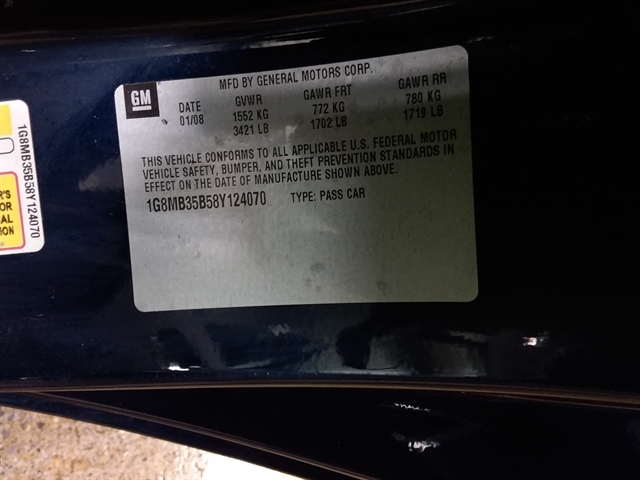 GM
MFD BY GENERAL MOTORS CORP.
DATE GVWR GAWR FRT GAWR RR
01/08 1552 KG 772 KG 780 KG
3421 LB 1702 LB 1719 LB
THIS VEHICLE CONFORMS TO ALL APPLICABLE U.S. FEDERAL MOTOR
VEHICLE SAFETY, BUMPER, AND THEFT PREVENTION STANDARDS IN
EFFECT ON THE DATE OF MANUFACTURE SHOWN ABOVE.
1G8MB35B58Y124070 TYPE: PASS CAR
1G8MB35B58Y124070